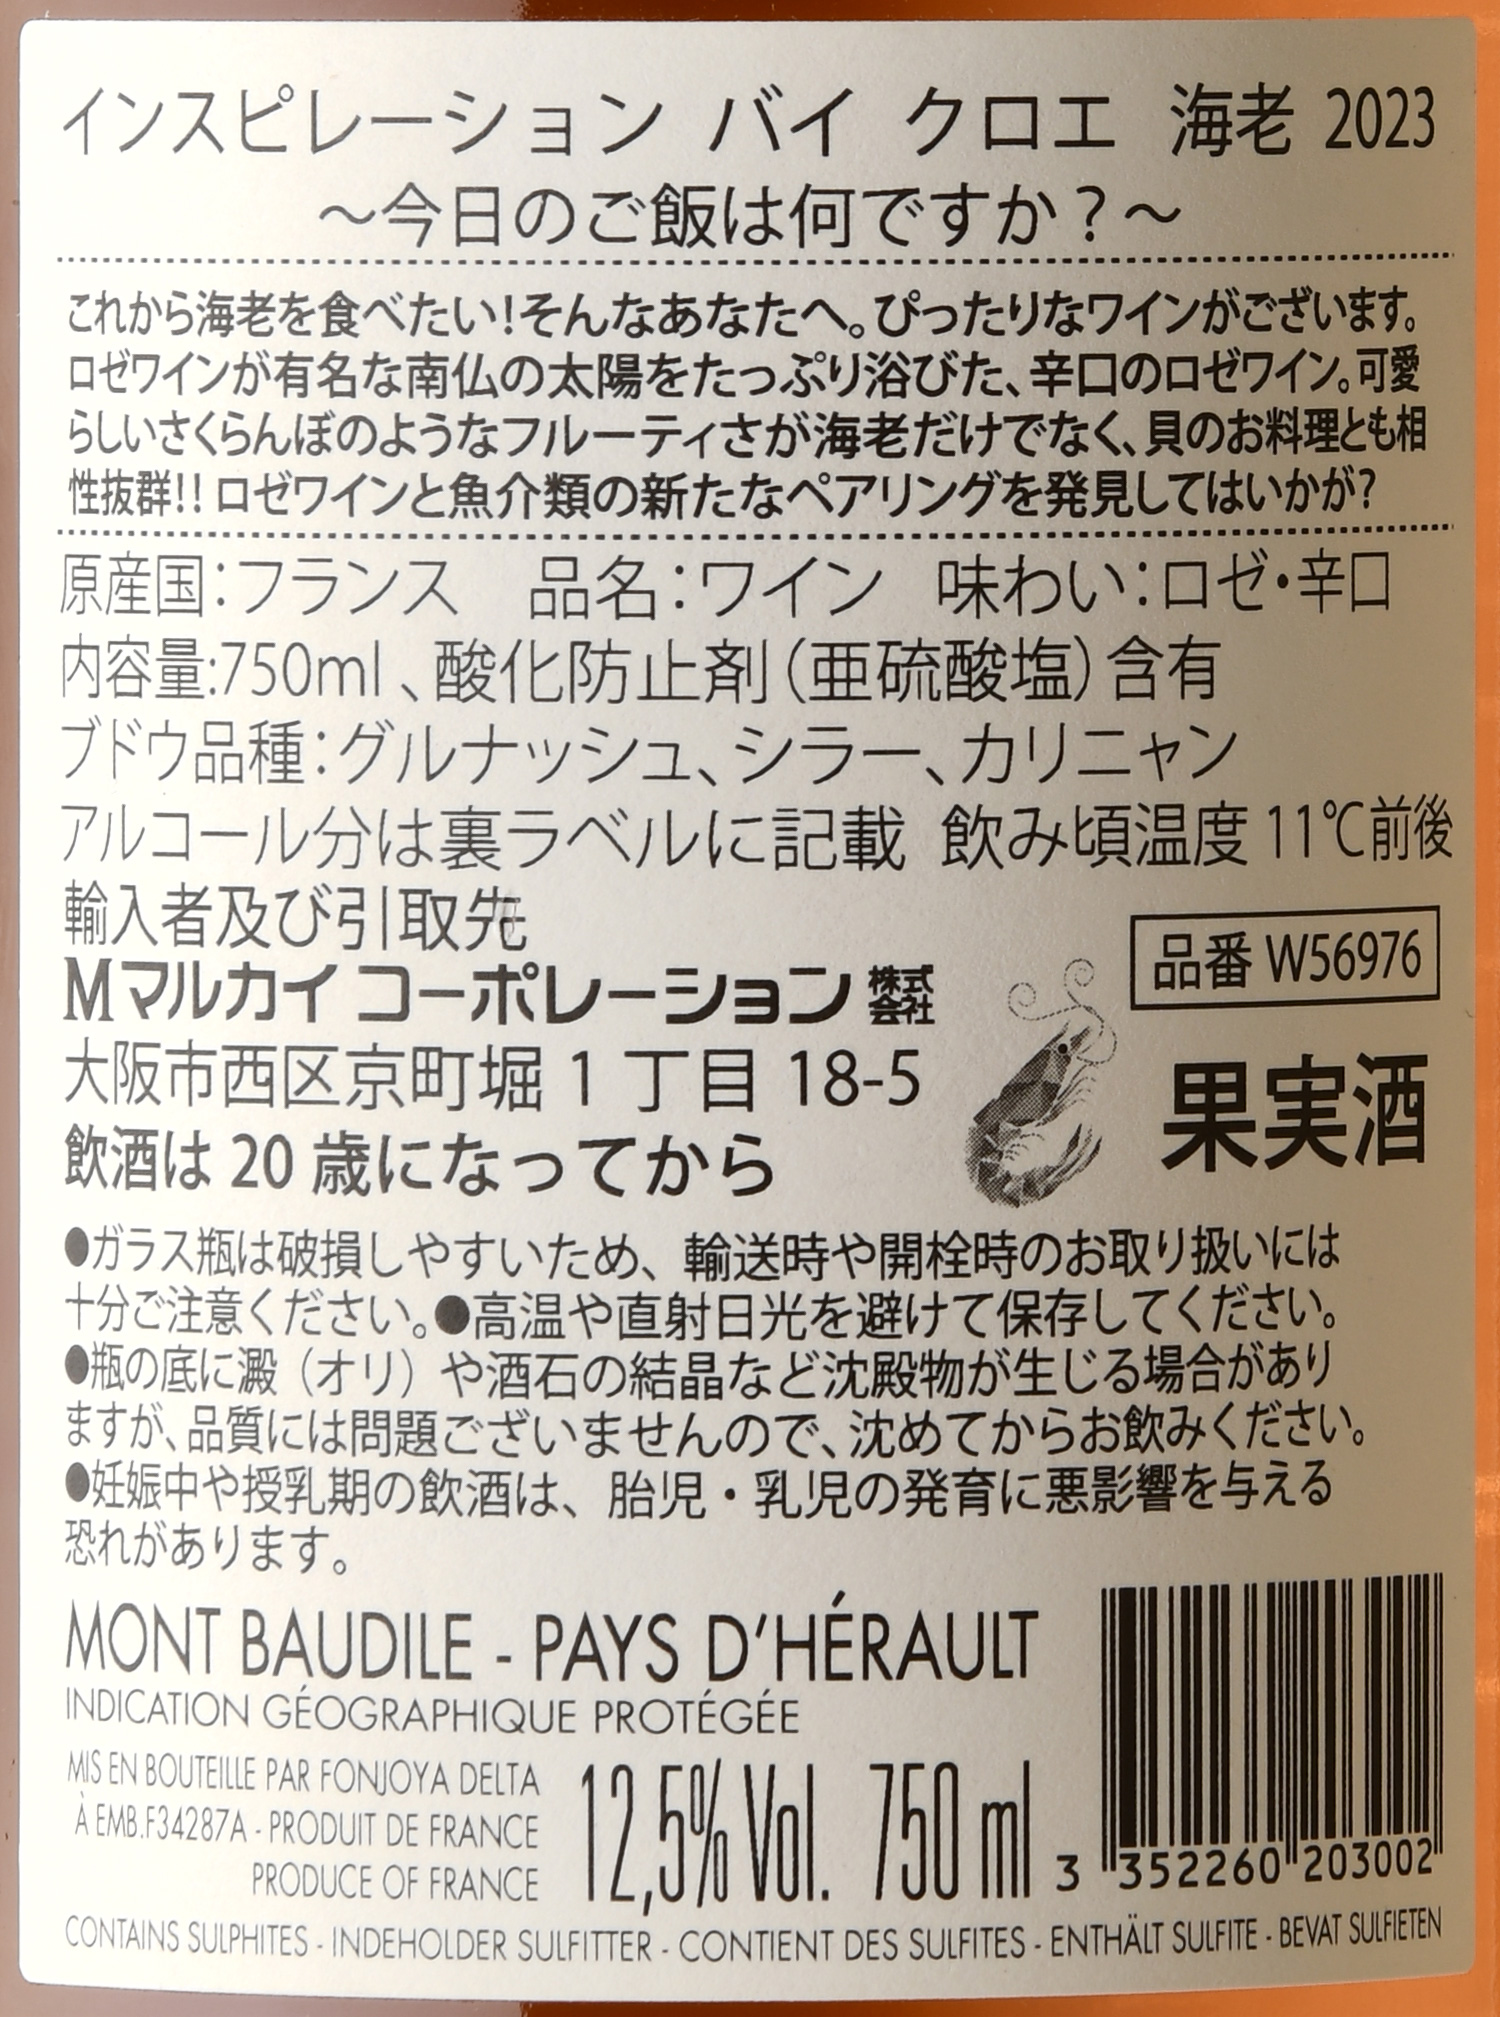 インスピレーション バイ クロエ 海老 2023
～今日のご飯は何ですか？～
これから海老を食べたい!そんなあなたへ。ぴったりなワインがございます。
ロゼワインが有名な南仏の太陽をたっぷり浴びた、辛口のロゼワイン。可愛
らしいさくらんぼのようなフルーティさが海老だけでなく、貝のお料理とも相
性抜群!! ロゼワインと魚介類の新たなペアリングを発見してはいかが?
原産国：フランス 品名：ワイン 味わい：ロゼ・辛口
内容量:750ml、酸化防止剤（亜硫酸塩）含有
ブドウ品種：グルナッシュ、シラー、カリニャン
アルコール分は裏ラベルに記載 飲み頃温度 11℃前後
輸入者及び引取先
Mマルカイ コーポレーション 株式会社
品番 W56976
大阪市西区京町堀 1 丁目 18-5
果実酒
飲酒は 20 歳になってから
●ガラス瓶は破損しやすいため、輸送時や開栓時のお取り扱いには
十分ご注意ください。●高温や直射日光を避けて保存してください。
●瓶の底に澱（オリ）や酒石の結晶など沈殿物が生じる場合があり
ますが、品質には問題ございませんので、沈めてからお飲みください。
●妊娠中や授乳期の飲酒は、胎児・乳児の発育に悪影響を与える
恐れがあります。
MONT BAUDILE - PAYS D'HÉRAULT
INDICATION GÉOGRAPHIQUE PROTÉGÉE
MIS EN BOUTEILLE PAR FONJOYA DELTA
À EMB.F34287A - PRODUIT DE FRANCE
PRODUCE OF FRANCE
12,5% Vol. 750 ml
3 352260 203002
CONTAINS SULPHITES - INDEHOLDER SULFITTER - CONTIENT DES SULFITES - ENTHÄLT SULFITE - BEVAT SULFIETEN